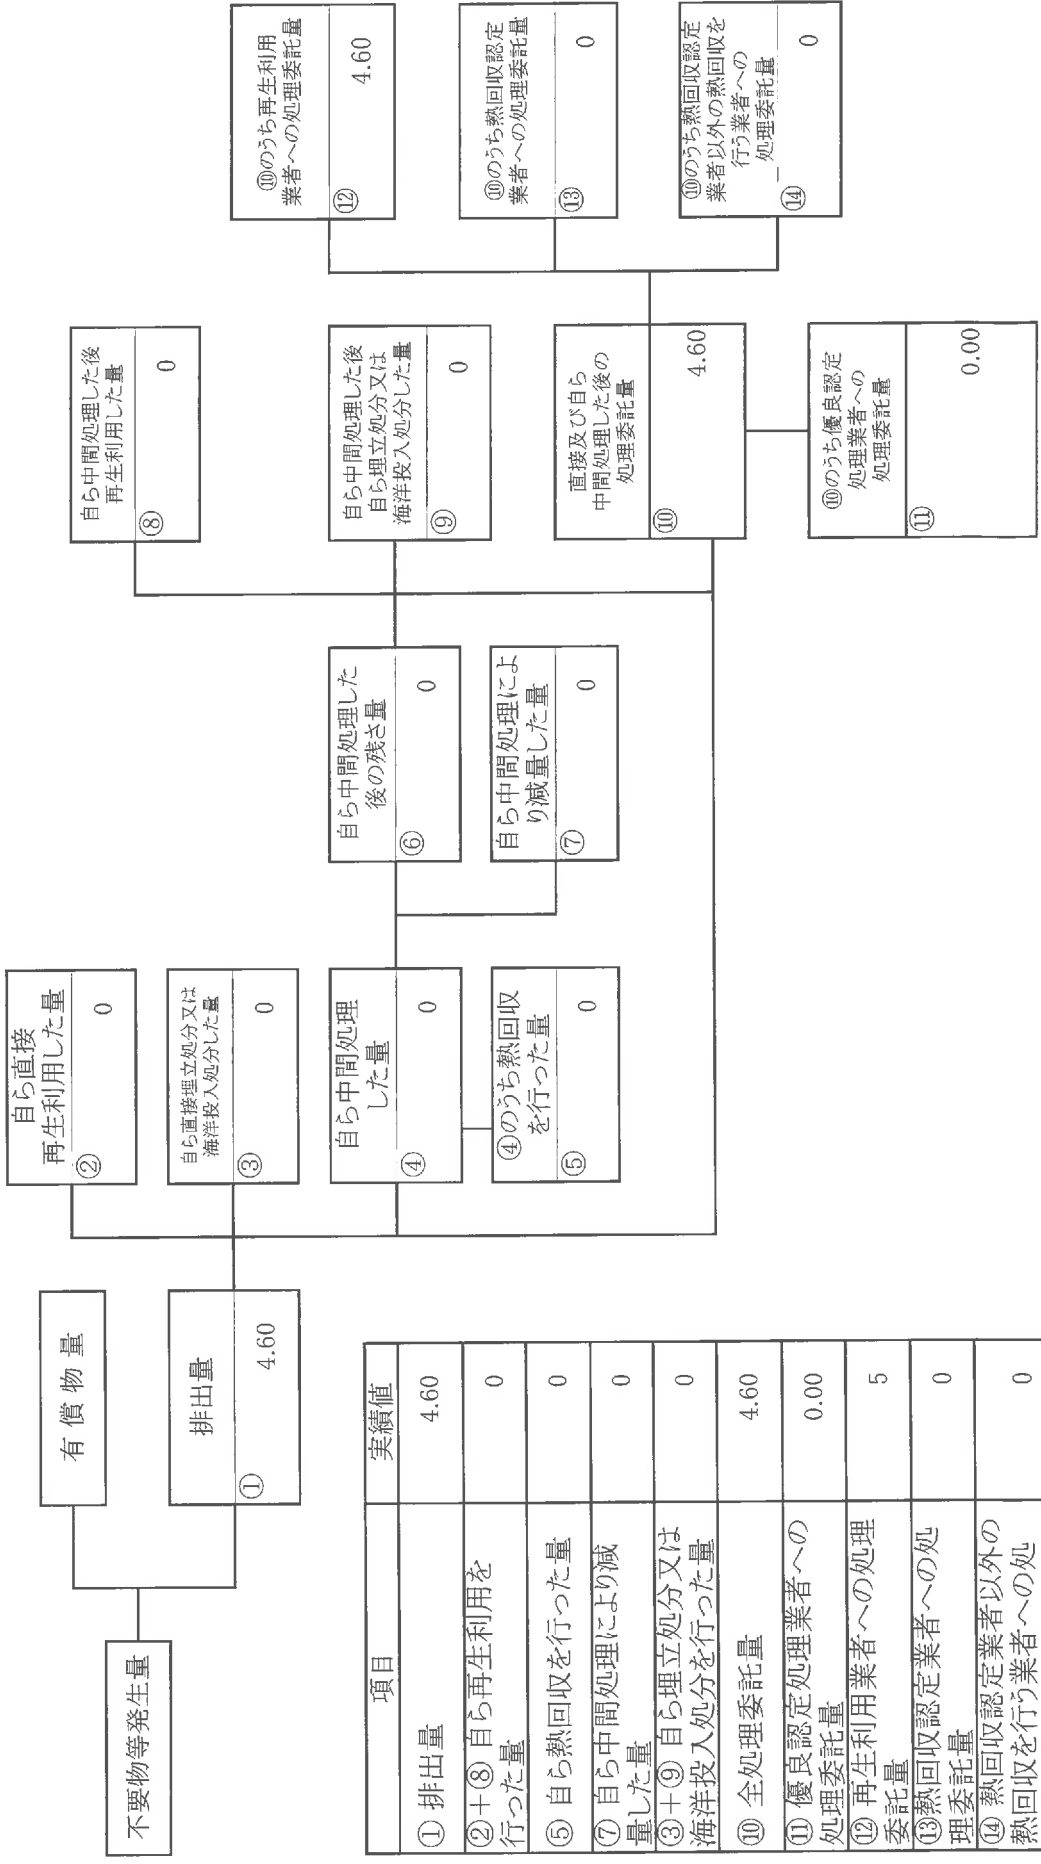 不要物等発生量
有償物量
排出量
① 4.60
自ら直接
再生利用した量
② 0
自ら直接埋立処分又は
海洋投入処分した量
③ 0
自ら中間処理
した量
④ 0
④のうち熱回収
を行った量
⑤ 0
自ら中間処理した
後の残さ量
⑥ 0
自ら中間処理によ
り減量した量
⑦ 0
自ら中間処理した後
再生利用した量
⑧ 0
自ら中間処理した後
自ら埋立処分又は
海洋投入処分した量
⑨ 0
直接及び自ら
中間処理した後の
処理委託量
⑩ 4.60
⑩のうち優良認定
処理業者への
処理委託量
⑪ 0.00
⑩のうち再生利用
業者への処理委託量
⑫ 4.60
⑩のうち熱回収認定
業者への処理委託量
⑬ 0
⑩のうち熱回収認定
業者以外の熱回収を
行う業者への
処理委託量
⑭ 0
項目 実績値
① 排出量 4.60
②+⑧ 自ら再生利用を
行った量 0
⑤ 自ら熱回収を行った量 0
⑦ 自ら中間処理により減
量した量 0
③+⑨ 自ら埋立処分又は
海洋投入処分を行った量 0
⑩ 全処理委託量 4.60
⑪ 優良認定処理業者への
処理委託量 0.00
⑫ 再生利用業者への処理
委託量 5
⑬熱回収認定業者への処
理委託量 0
⑭ 熱回収認定業者以外の
熱回収を行う業者への処 0